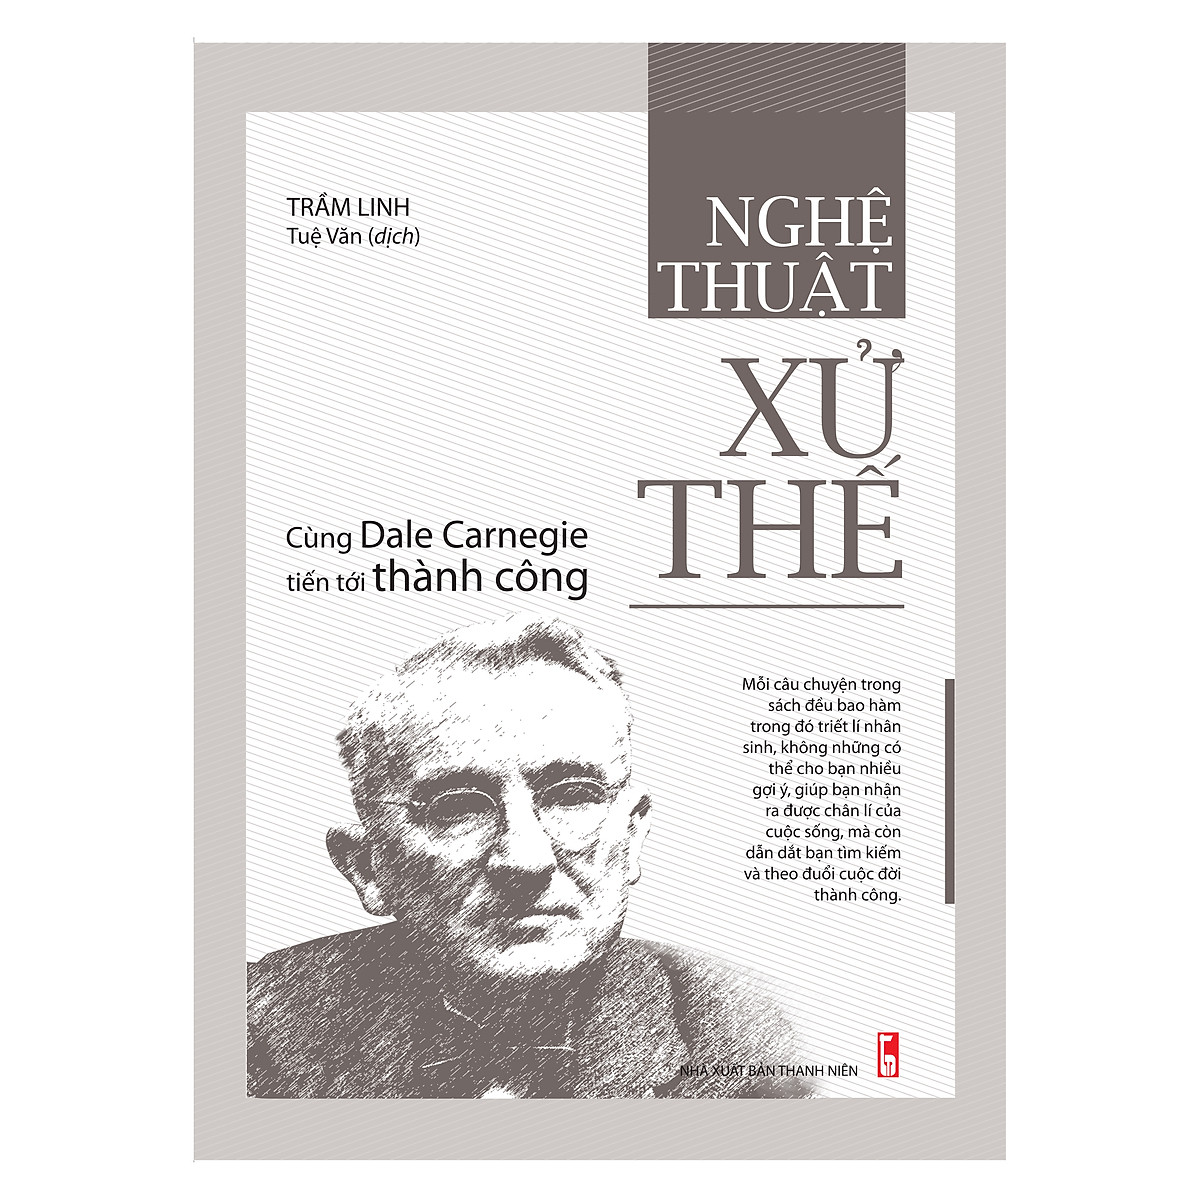 TRẦM LINH
Tuệ Văn (dịch)
NGHỆ
THUẬT
XỬ
THẾ
Cùng Dale Carnegie
tiến tới thành công
Mỗi câu chuyện trong
sách đều bao hàm
trong đó triết lí nhân
sinh, không những có
thể cho bạn nhiều
gợi ý, giúp bạn nhận
ra được chân lí của
cuộc sống, mà còn
dẫn dắt bạn tìm kiếm
và theo đuổi cuộc đời
thành công.
NHÀ XUẤT BẢN THANH NIÊN